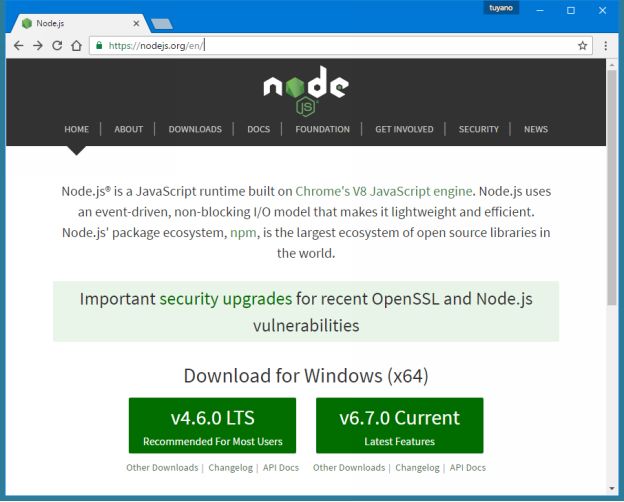 tuyano
Node.js
https://nodejs.org/en/
node
JS
HOME | ABOUT | DOWNLOADS | DOCS | FOUNDATION | GET INVOLVED | SECURITY | NEWS
Node.js® is a JavaScript runtime built on Chrome's V8 JavaScript engine. Node.js uses
an event-driven, non-blocking I/O model that makes it lightweight and efficient.
Node.js' package ecosystem, npm, is the largest ecosystem of open source libraries in
the world.
Important security upgrades for recent OpenSSL and Node.js
vulnerabilities
Download for Windows (x64)
v4.6.0 LTS v6.7.0 Current
Recommended For Most Users Latest Features
Other Downloads | Changelog | API Docs Other Downloads | Changelog | API Docs